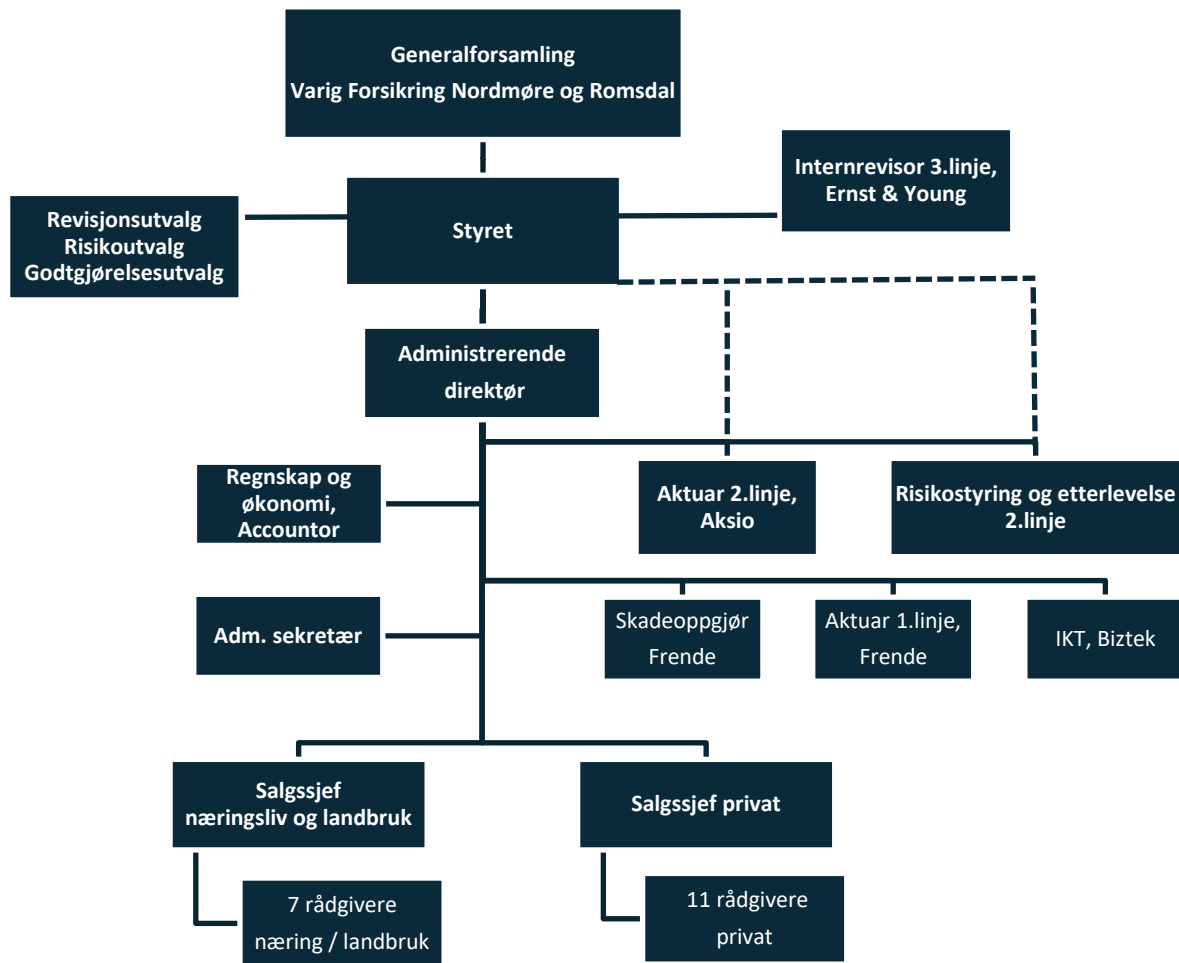 Generalforsamling
Varig Forsikring Nordmøre og Romsdal
Internrevisor 3.linje,
Ernst & Young
Revisjonsutvalg
Risikoutvalg
Godtgjørelsesutvalg
Styret
Administrerende
direktør
Regnskap og
økonomi,
Accountor
Aktuar 2.linje,
Aksio
Risikostyring og etterlevelse
2.linje
Adm. sekretær
Skadeoppgjør
Frende
Aktuar 1.linje,
Frende
IKT, Biztek
Salgssjef
næringsliv og landbruk
Salgssjef privat
7 rådgivere
næring / landbruk
11 rådgivere
privat